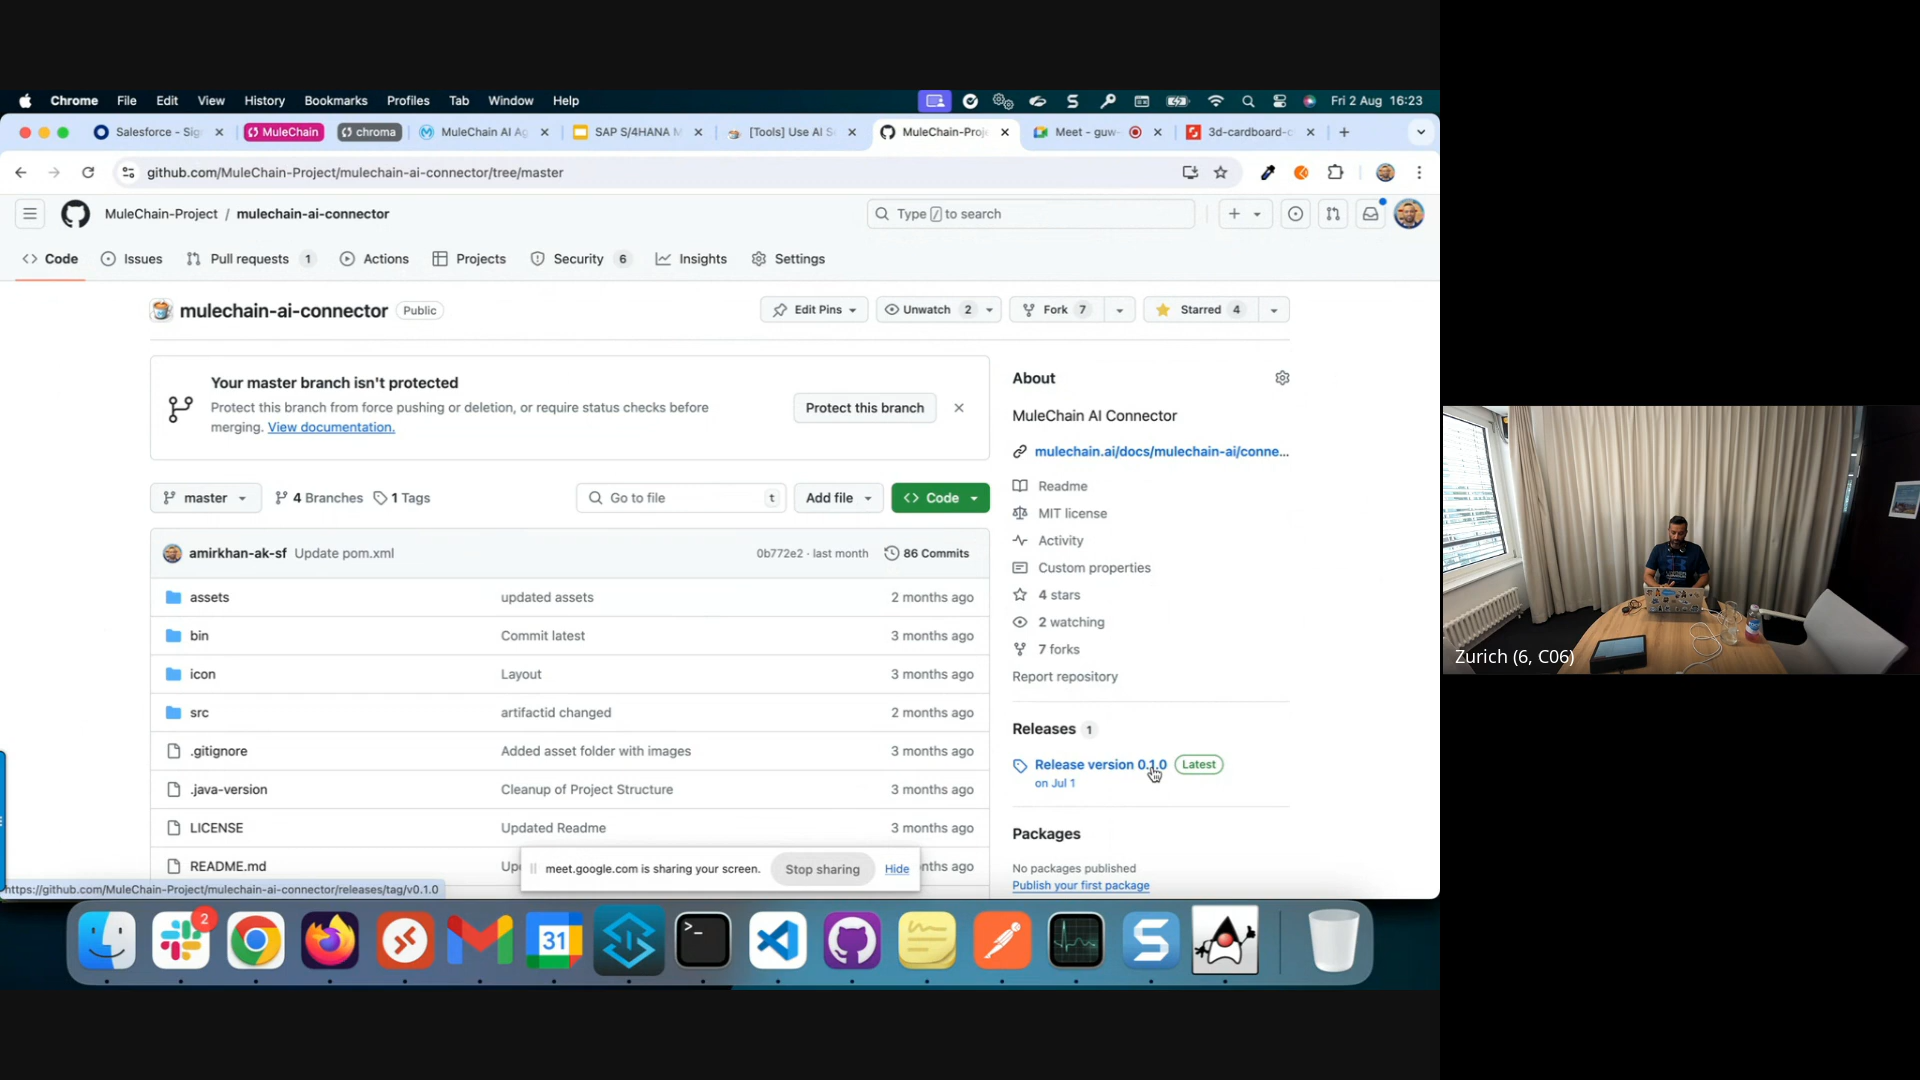 Chrome File Edit View History Bookmarks Profiles Tab Window Help Fri 2 Aug 16:23
Salesforce - Sig MuleChain chroma MuleChain AI Ag SAP S/4HANA M [Tools] Use AI S MuleChain-Proj Meet - guw- 3d-cardboard-c
github.com/MuleChain-Project/mulechain-ai-connector/tree/master
MuleChain-Project / mulechain-ai-connector Type / to search
Code Issues Pull requests 1 Actions Projects Security 6 Insights Settings
mulechain-ai-connector Public Edit Pins Unwatch 2 Fork 7 Starred 4
Your master branch isn't protected
Protect this branch from force pushing or deletion, or require status checks before
merging. View documentation.
Protect this branch
About
MuleChain AI Connector
mulechain.ai/docs/mulechain-ai/conne...
Readme
MIT license
Activity
Custom properties
4 stars
2 watching
7 forks
Report repository
master 4 Branches 1 Tags Go to file t Add file Code
amirkhan-ak-sf Update pom.xml 0b772e2 · last month 86 Commits
assets updated assets 2 months ago
bin Commit latest 3 months ago
icon Layout 3 months ago
src artifactid changed 2 months ago
.gitignore Added asset folder with images 3 months ago
.java-version Cleanup of Project Structure 3 months ago
LICENSE Updated Readme 3 months ago
README.md Up nths ago
Releases 1
Release version 0.1.0 Latest
on Jul 1
Packages
No packages published
Publish your first package
meet.google.com is sharing your screen. Stop sharing Hide
https://github.com/MuleChain-Project/mulechain-ai-connector/releases/tag/v0.1.0
2
31
Zurich (6, C06)